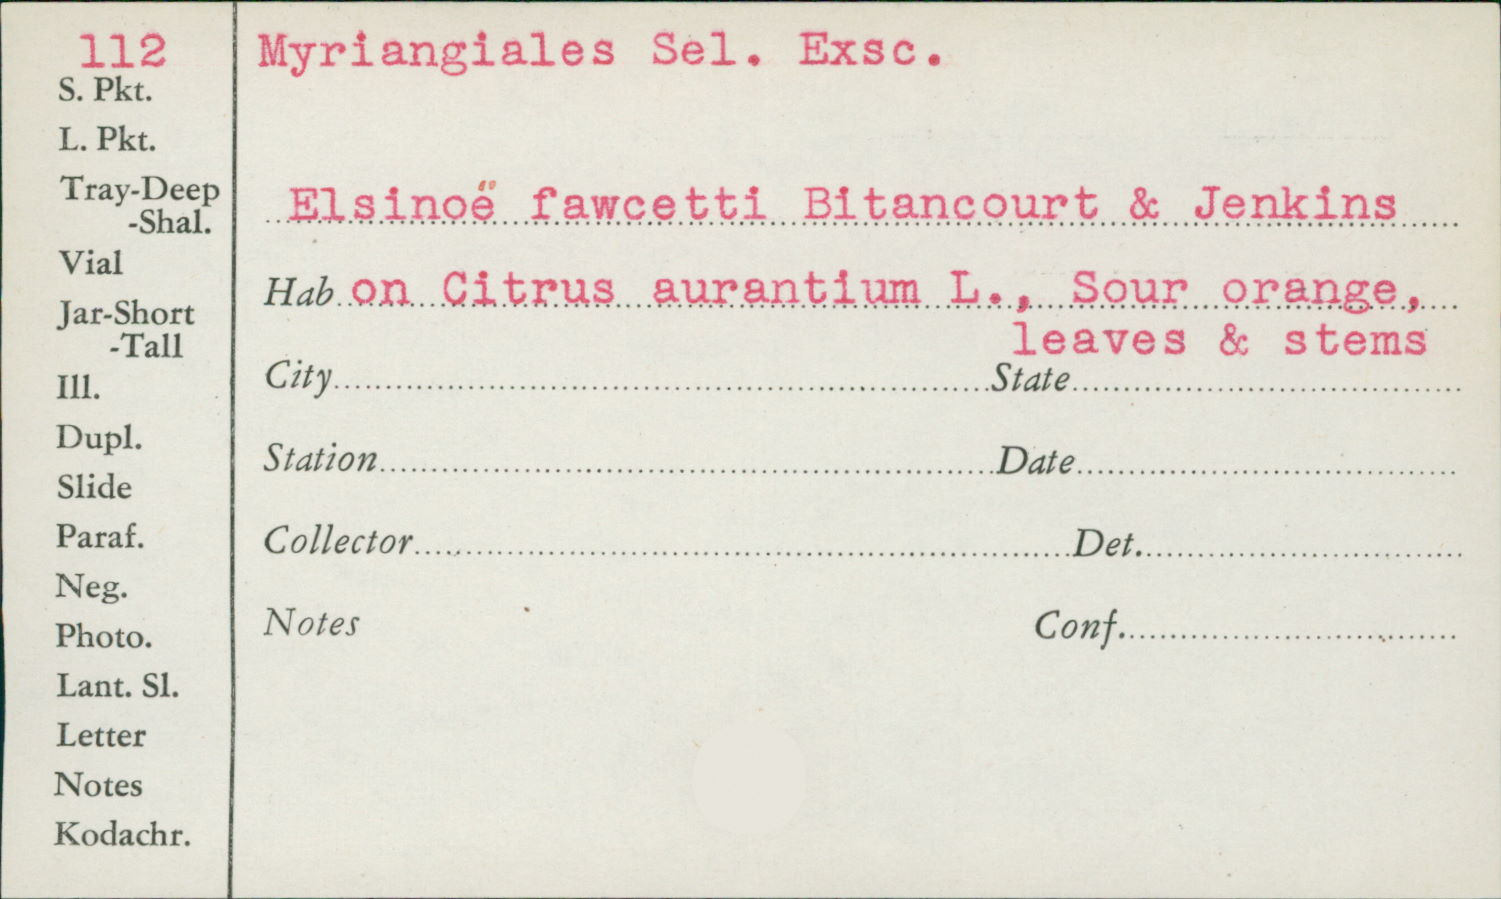 112
S. Pkt.
L. Pkt.
Tray-Deep
-Shal.
Vial
Jar-Short
-Tall
Ill.
Dupl.
Slide
Paraf.
Neg.
Photo.
Lant. Sl.
Letter
Notes
Kodachr.
Myriangiales Sel. Exsc.
Elsinoë fawcetti Bitancourt & Jenkins
Hab. on Citrus aurantium L., Sour orange,
leaves & stems
City State
Station Date
Collector Det.
Notes Conf.